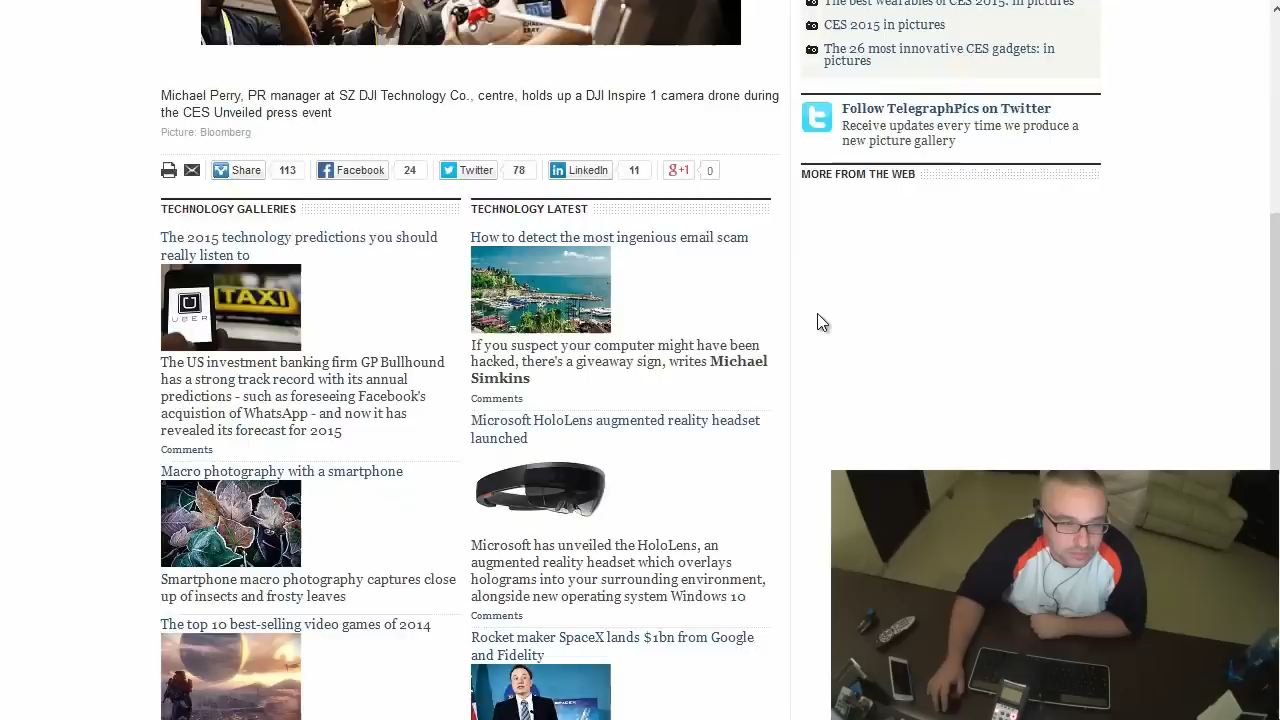 The best wearables of CES 2015: in pictures
CES 2015 in pictures
The 26 most innovative CES gadgets: in
pictures
Michael Perry, PR manager at SZ DJI Technology Co., centre, holds up a DJI Inspire 1 camera drone during
the CES Unveiled press event
Picture: Bloomberg
Follow TelegraphPics on Twitter
Receive updates every time we produce a
new picture gallery
MORE FROM THE WEB
Share 113 Facebook 24 Twitter 78 LinkedIn 11 g+1 0
TECHNOLOGY GALLERIES
The 2015 technology predictions you should
really listen to
TAXI
UBER
The US investment banking firm GP Bullhound
has a strong track record with its annual
predictions - such as foreseeing Facebook's
acquistion of WhatsApp - and now it has
revealed its forecast for 2015
Comments
Macro photography with a smartphone
Smartphone macro photography captures close
up of insects and frosty leaves
The top 10 best-selling video games of 2014
TECHNOLOGY LATEST
How to detect the most ingenious email scam
If you suspect your computer might have been
hacked, there's a giveaway sign, writes Michael
Simkins
Comments
Microsoft HoloLens augmented reality headset
launched
Microsoft has unveiled the HoloLens, an
augmented reality headset which overlays
holograms into your surrounding environment,
alongside new operating system Windows 10
Comments
Rocket maker SpaceX lands $1bn from Google
and Fidelity